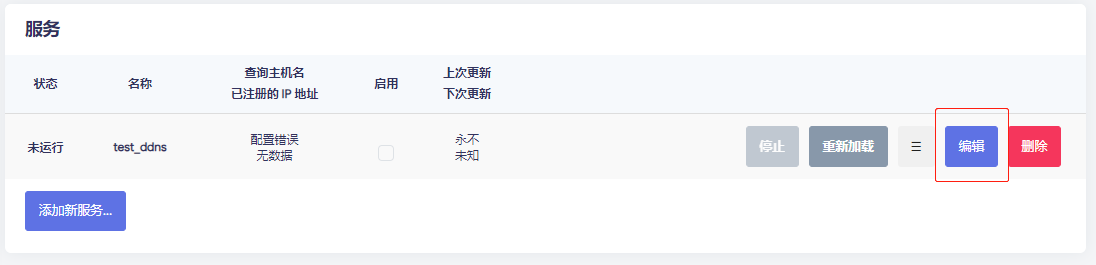 服务
状态 名称 查询主机名 启用 上次更新
已注册的 IP 地址 下次更新
未运行 test_ddns 配置错误 永不 停止 重新加载 ☰ 编辑 删除
无数据 未知
添加新服务...